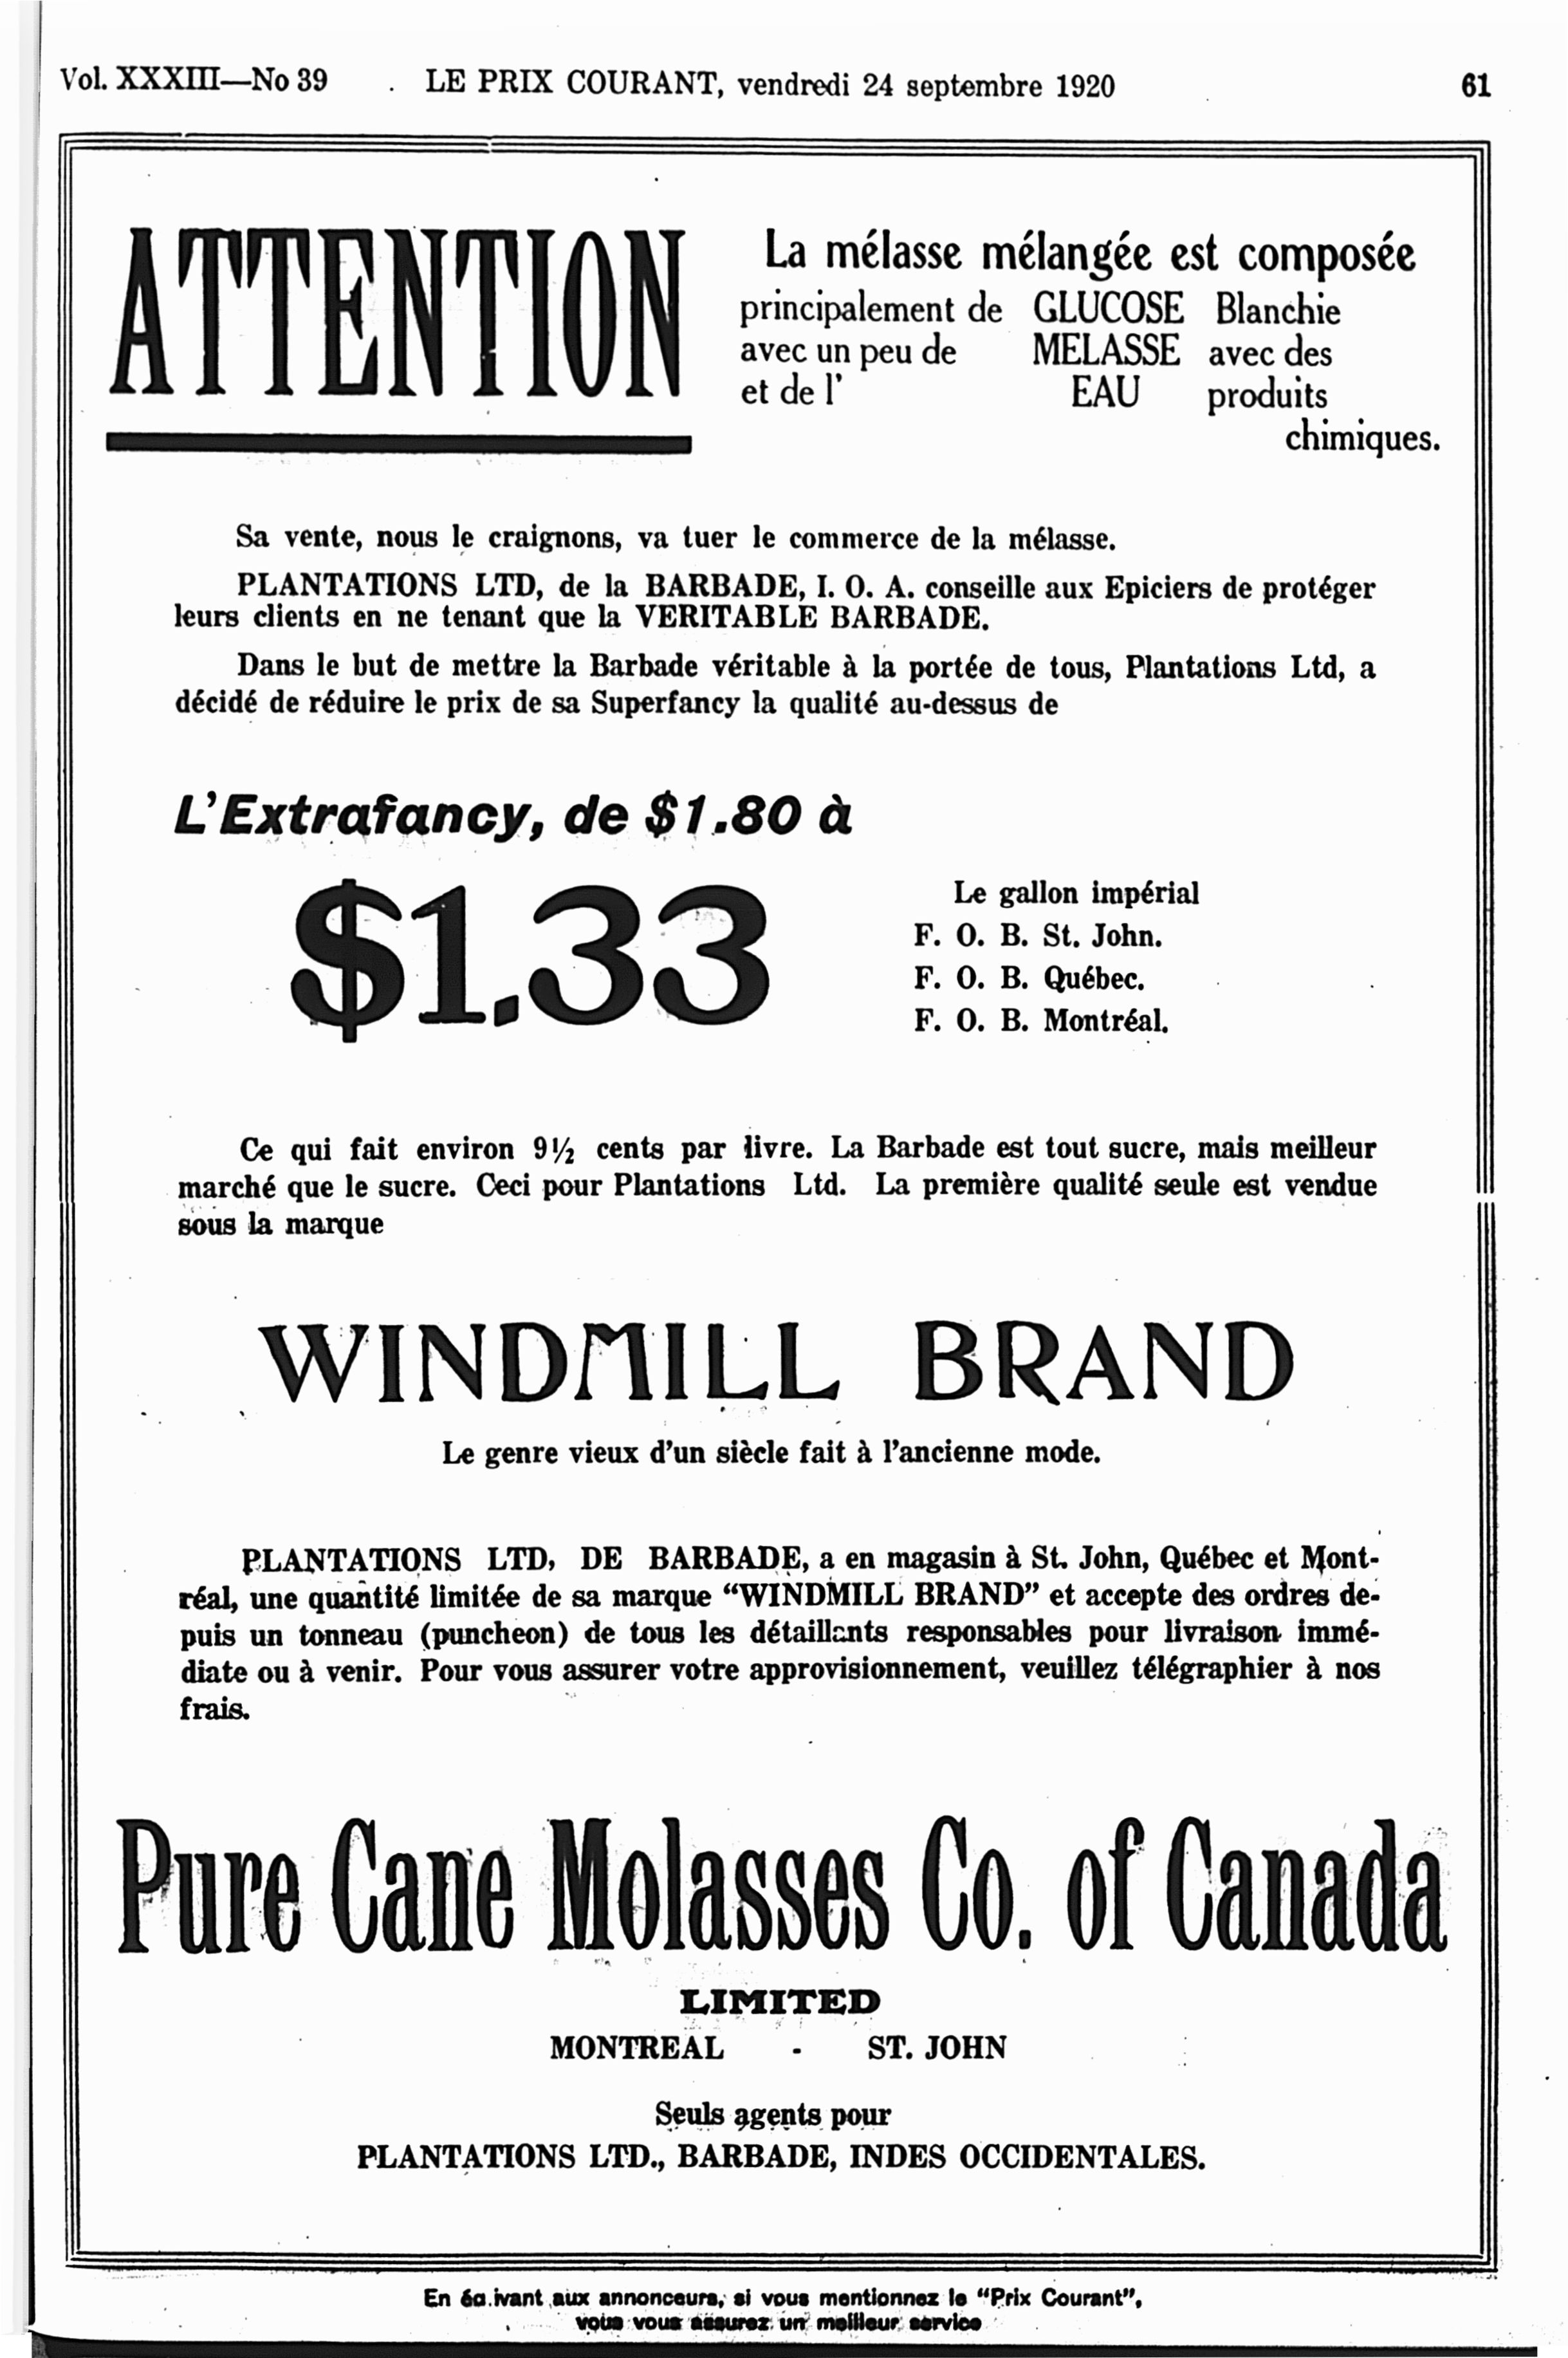 Vol. XXXIII—No 39 LE PRIX COURANT, vendredi 24 septembre 1920 61
ATTENTION
La mélasse mélangée est composée
principalement de GLUCOSE Blanchie
avec un peu de MELASSE avec des
et de l' EAU produits
chimiques.
Sa vente, nous le craignons, va tuer le commerce de la mélasse.
PLANTATIONS LTD, de la BARBADE, I. O. A. conseille aux Epiciers de protéger
leurs clients en ne tenant que la VERITABLE BARBADE.
Dans le but de mettre la Barbade véritable à la portée de tous, Plantations Ltd, a
décidé de réduire le prix de sa Superfancy la qualité au-dessus de
L'Extrafancy, de $1.80 à
$1.33
Le gallon impérial
F. O. B. St. John.
F. O. B. Québec.
F. O. B. Montréal.
Ce qui fait environ 9½ cents par livre. La Barbade est tout sucre, mais meilleur
marché que le sucre. Ceci pour Plantations Ltd. La première qualité seule est vendue
sous la marque
WINDMILL BRAND
Le genre vieux d'un siècle fait à l'ancienne mode.
PLANTATIONS LTD, DE BARBADE, a en magasin à St. John, Québec et Mont-
réal, une quantité limitée de sa marque "WINDMILL BRAND" et accepte des ordres de-
puis un tonneau (puncheon) de tous les détaillants responsables pour livraison immé-
diate ou à venir. Pour vous assurer votre approvisionnement, veuillez télégraphier à nos
frais.
Pure Cane Molasses Co. of Canada
LIMITED
MONTREAL - ST. JOHN
Seuls agents pour
PLANTATIONS LTD., BARBADE, INDES OCCIDENTALES.
En aux annonceurs, si vous mentionnez le "Prix Courant",
vous vous assurez un meilleur service